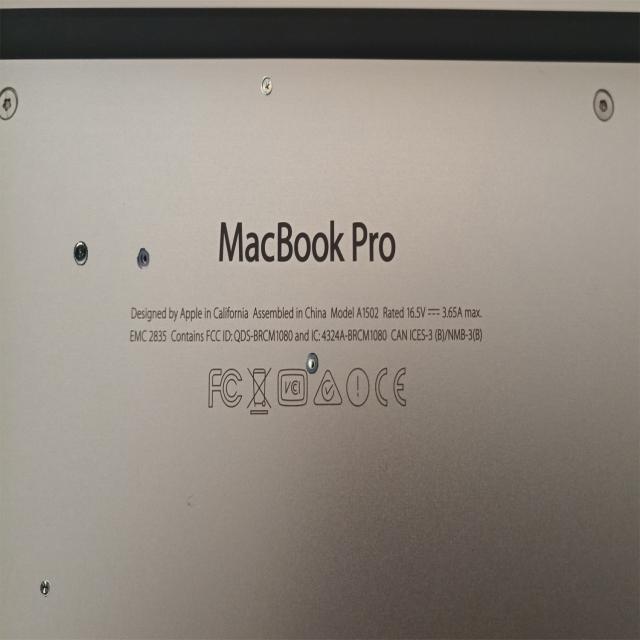 MacBook Pro
Designed by Apple in California Assembled in China Model A1502 Rated 16.5V ⎓ 3.65A max.
EMC 2835 Contains FCC ID: QDS-BRCM1080 and IC: 4324A-BRCM1080 CAN ICES-3 (B)/NMB-3(B)
FC VCI ! CE